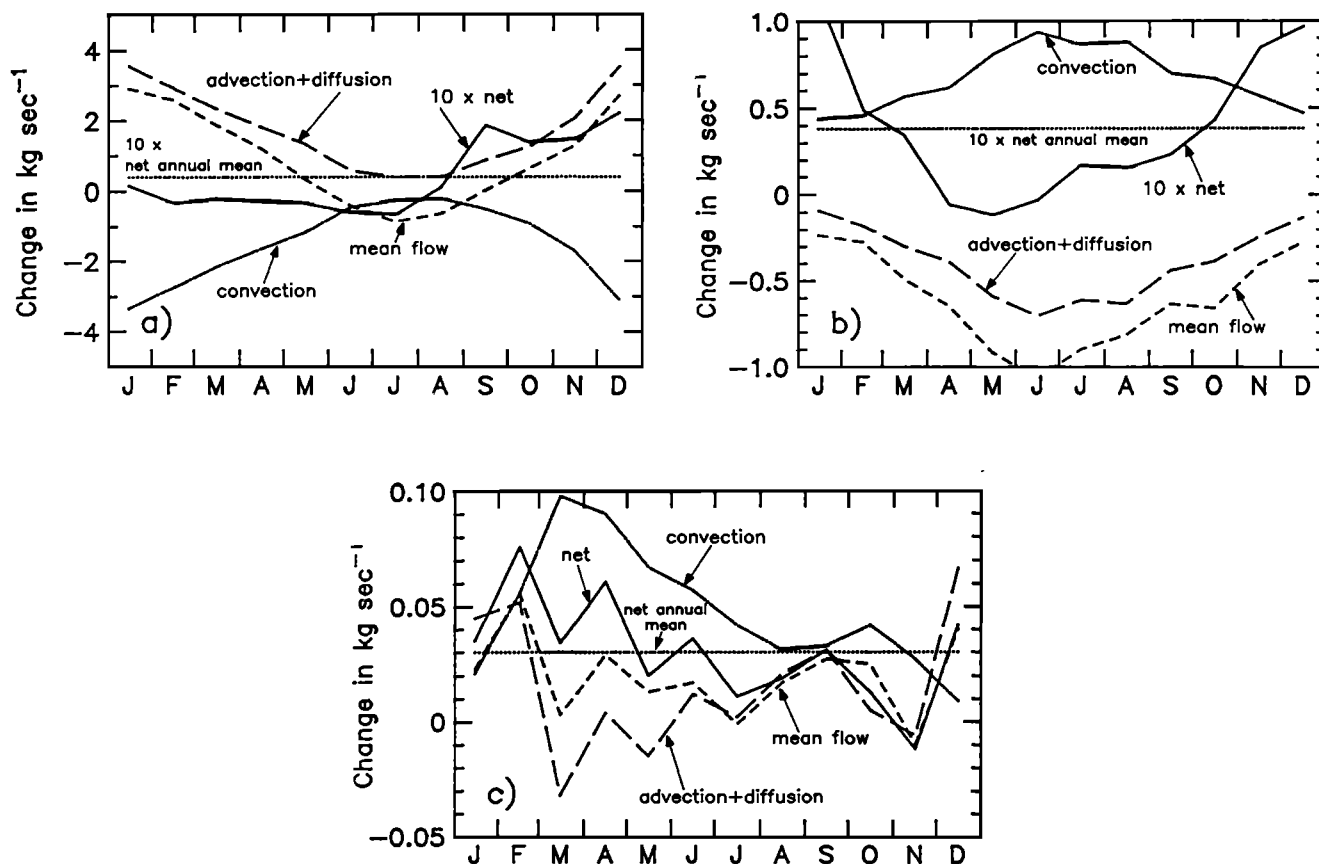 Change in kg sec⁻¹
4
2
0
−2
−4
advection+diffusion
10 x net
10 x
net annual mean
mean flow
convection
a)
J F M A M J J A S O N D
Change in kg sec⁻¹
1.0
0.5
0
−0.5
−1.0
convection
10 x net annual mean
10 x net
advection+diffusion
mean flow
b)
J F M A M J J A S O N D
Change in kg sec⁻¹
0.10
0.05
0
−0.05
convection
net
net annual
mean
mean flow
advection+diffusion
c)
J F M A M J J A S O N D